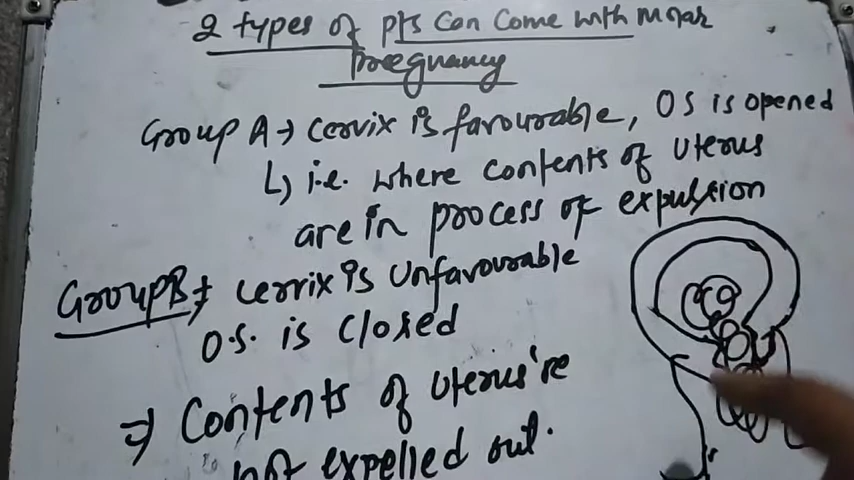 2 types of pts Can Come with Molar
Pregnancy
Group A → Cervix is favourable, OS is opened
↳ i.e. where contents of Uterus
are in process of expulsion
Group B → Cervix is Unfavourable
O.S. is Closed
⇒ Contents of Uterus're
not expelled out.